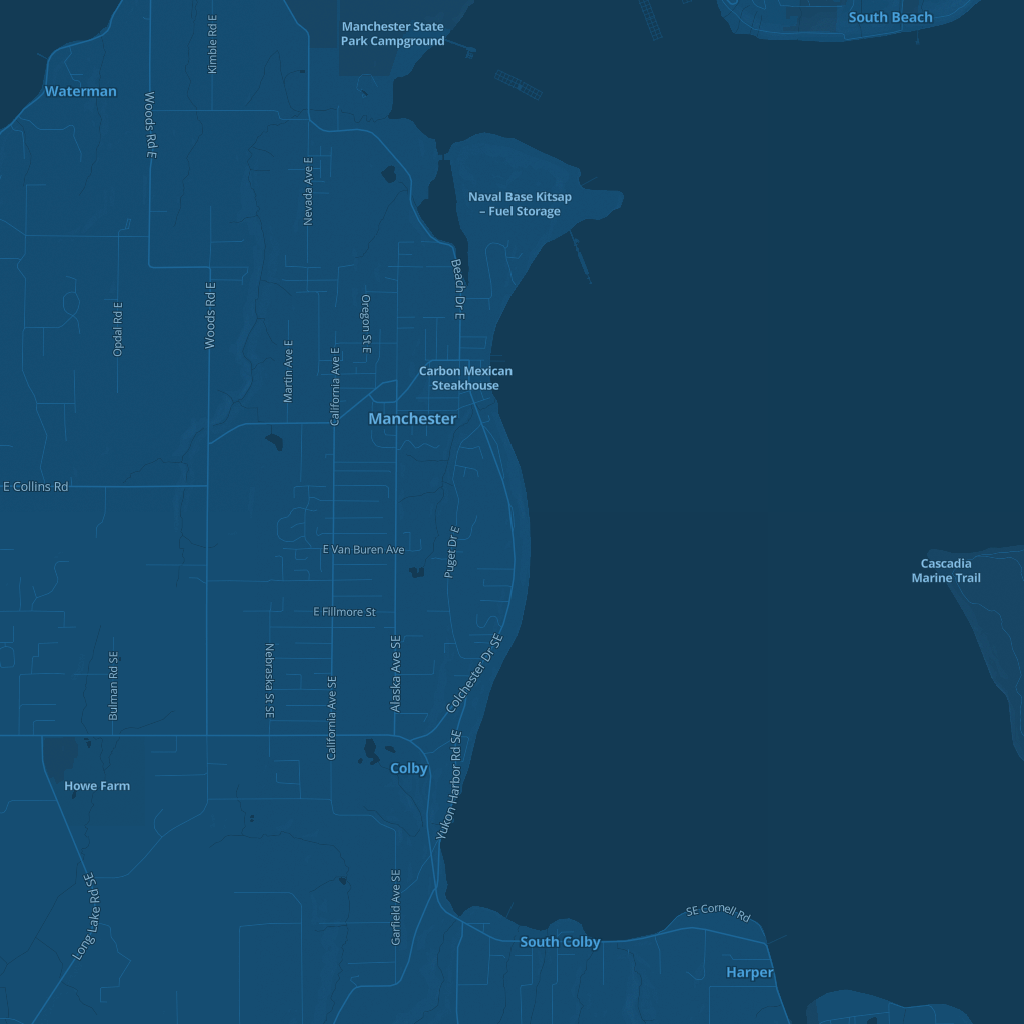 South Beach
Manchester State
Park Campground
Kimble Rd E
Waterman
Woods Rd E
Nevada Ave E
Naval Base Kitsap
– Fuel Storage
Beach Dr E
Opdal Rd E
Woods Rd E
Oregon St E
Martin Ave E
California Ave E
Carbon Mexican
Steakhouse
Manchester
E Collins Rd
Puget Dr E
E Van Buren Ave
Cascadia
Marine Trail
E Fillmore St
Bulman Rd SE
Nebraska St SE
Alaska Ave SE
Colchester Dr SE
California Ave SE
Colby
Yukon Harbor Rd SE
Howe Farm
Long Lake Rd SE
Garfield Ave SE
SE Cornell Rd
South Colby
Harper